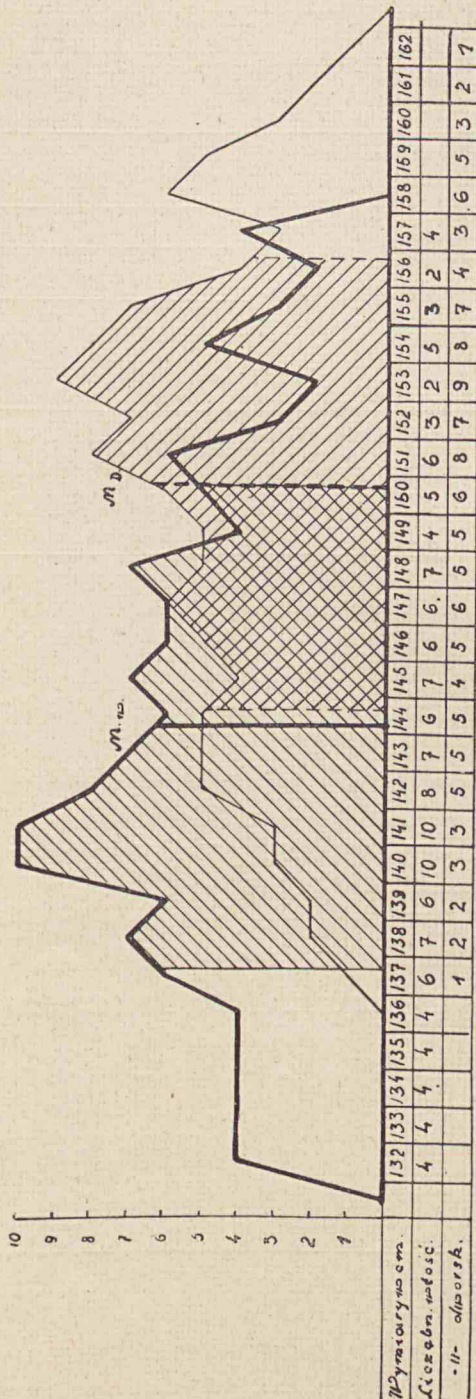 10
9
8
7
6
5
4
3
2
1
M.w.
M D
Wymiary w cm. 132 133 134 135 136 137 138 139 140 141 142 143 144 145 146 147 148 149 150 151 152 153 154 155 156 157 158 159 160 161 162
Liczebn. włość. 4 4 4 4 4 6 7 6 10 10 8 7 6 7 6 6. 7 4 5 6 3 2 5 3 2 4
-"- dworsk. 1 2 2 3 3 5 5 5 4 5 6 5 5 6 8 7 9 8 7 4 3 6 5 3 2 1